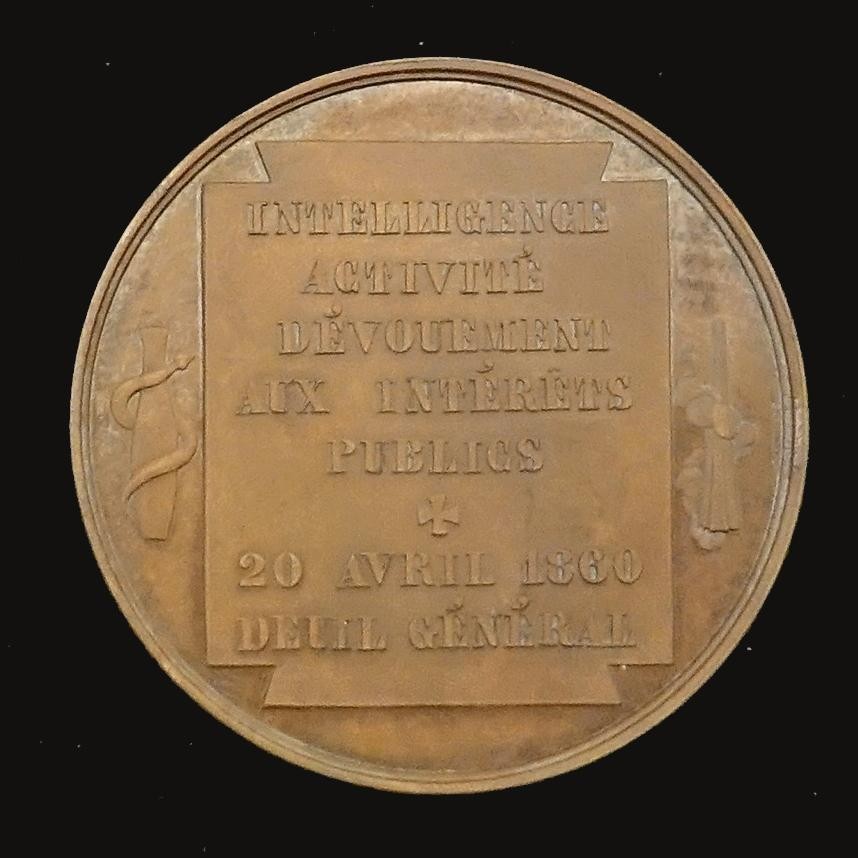 INTELLIGENCE
ACTIVITÉ
DÉVOUEMENT
AUX INTÉRÊTS
PUBLICS
20 AVRIL 1860
DEUIL GÉNÉRAL